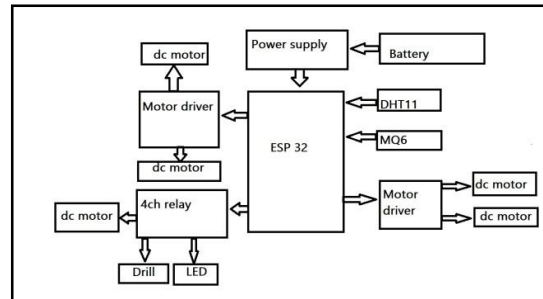 dc motor
Power supply
Battery
Motor driver
DHT11
ESP 32
MQ6
dc motor
4ch relay
dc motor
Motor
driver
dc motor
dc motor
Drill
LED